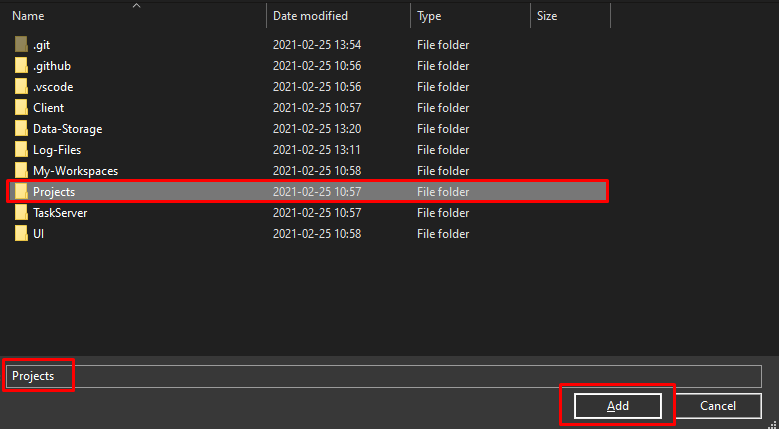 Name Date modified Type Size
.git 2021-02-25 13:54 File folder
.github 2021-02-25 10:56 File folder
.vscode 2021-02-25 10:56 File folder
Client 2021-02-25 10:57 File folder
Data-Storage 2021-02-25 13:20 File folder
Log-Files 2021-02-25 13:11 File folder
My-Workspaces 2021-02-25 10:58 File folder
Projects 2021-02-25 10:57 File folder
TaskServer 2021-02-25 10:57 File folder
UI 2021-02-25 10:58 File folder
Projects
Add Cancel